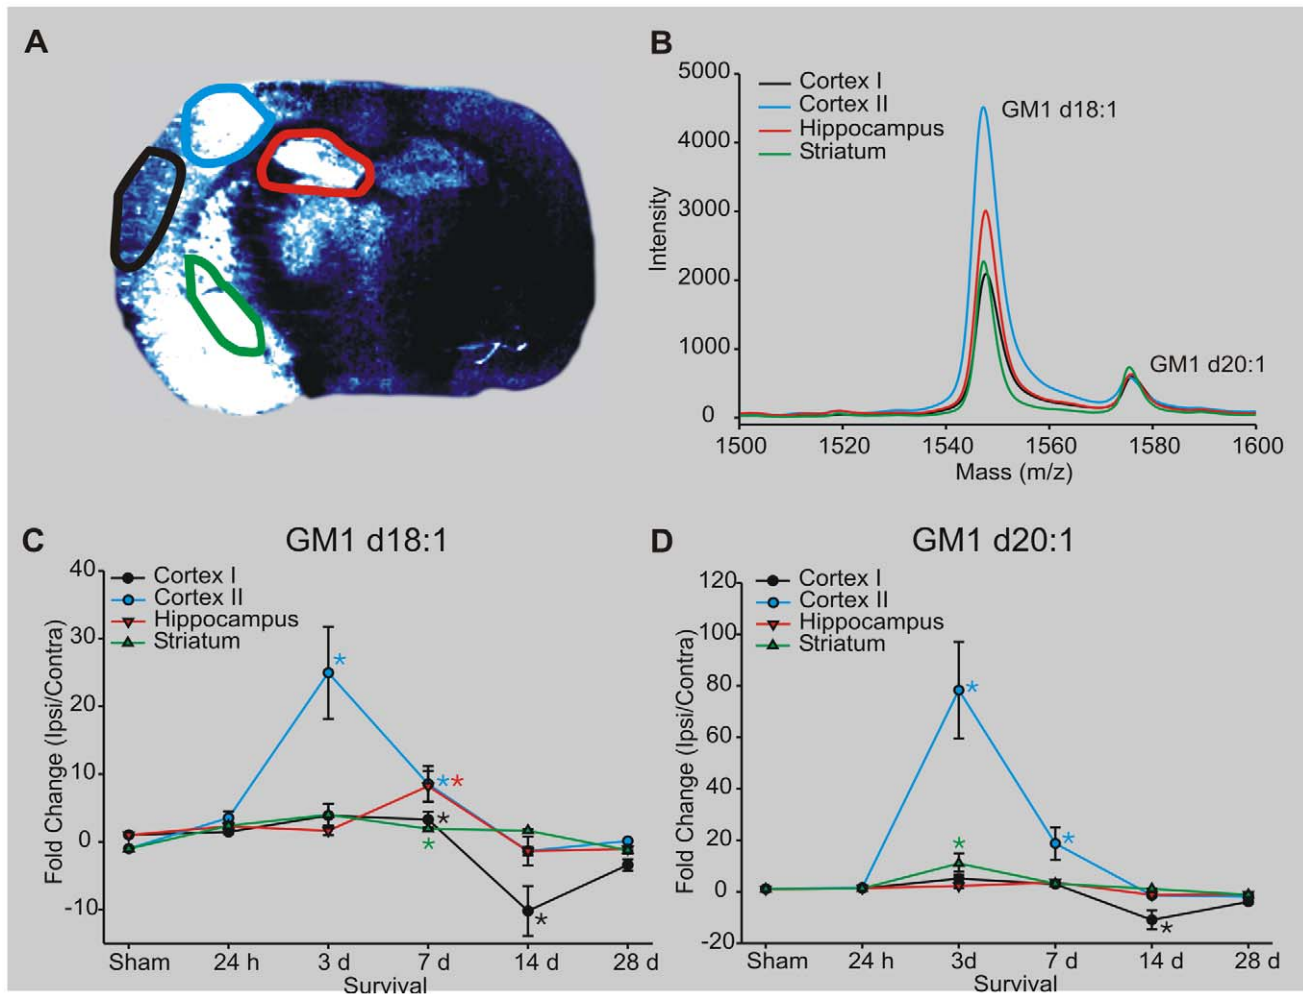 A
B
5000
4000
3000
2000
1000
0
Intensity
Cortex I
Cortex II
Hippocampus
Striatum
GM1 d18:1
GM1 d20:1
1500 1520 1540 1560 1580 1600
Mass (m/z)
C
GM1 d18:1
40
30
20
10
0
-10
Fold Change (Ipsi/Contra)
Cortex I
Cortex II
Hippocampus
Striatum
*
**
*
*
*
Sham 24 h 3 d 7 d 14 d 28 d
Survival
D
GM1 d20:1
120
100
80
60
40
20
0
-20
Fold Change (Ipsi/Contra)
Cortex I
Cortex II
Hippocampus
Striatum
*
*
*
*
Sham 24 h 3d 7 d 14 d 28 d
Survival